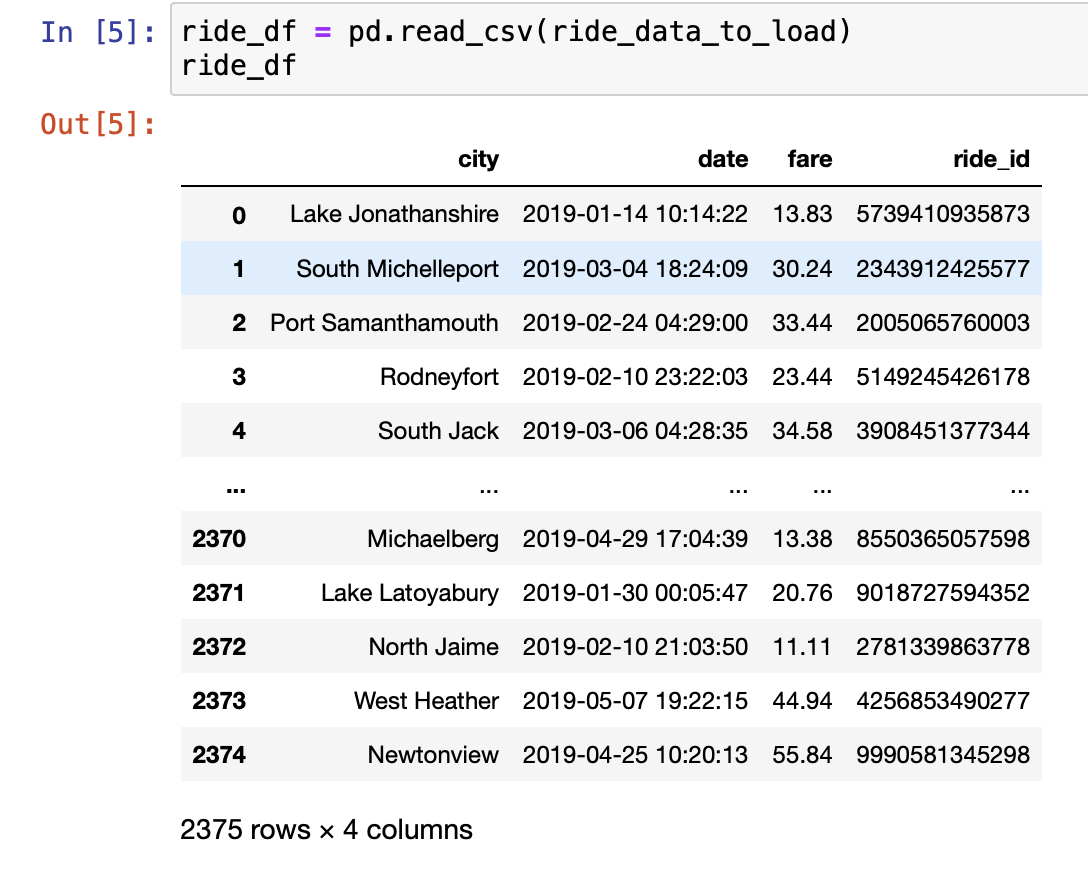 In [5]: ride_df = pd.read_csv(ride_data_to_load)
ride_df
Out[5]:
city date fare ride_id
0 Lake Jonathanshire 2019-01-14 10:14:22 13.83 5739410935873
1 South Michelleport 2019-03-04 18:24:09 30.24 2343912425577
2 Port Samanthamouth 2019-02-24 04:29:00 33.44 2005065760003
3 Rodneyfort 2019-02-10 23:22:03 23.44 5149245426178
4 South Jack 2019-03-06 04:28:35 34.58 3908451377344
... ... ... ... ...
2370 Michaelberg 2019-04-29 17:04:39 13.38 8550365057598
2371 Lake Latoyabury 2019-01-30 00:05:47 20.76 9018727594352
2372 North Jaime 2019-02-10 21:03:50 11.11 2781339863778
2373 West Heather 2019-05-07 19:22:15 44.94 4256853490277
2374 Newtonview 2019-04-25 10:20:13 55.84 9990581345298
2375 rows × 4 columns